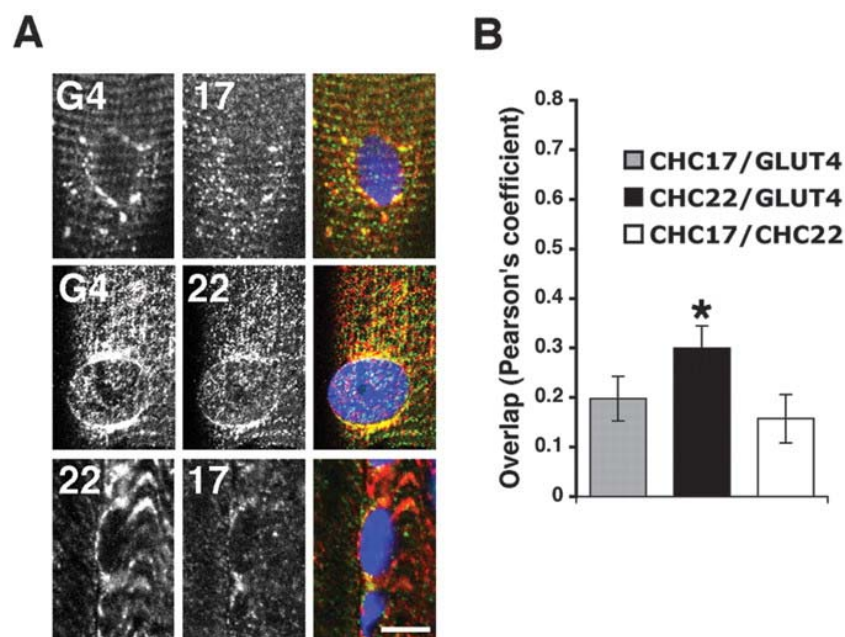 A
G4
17
G4
22
22
17
B
Overlap (Pearson's coefficient)
0.8
0.7
0.6
0.5
0.4
0.3
0.2
0.1
0
CHC17/GLUT4
CHC22/GLUT4
CHC17/CHC22
*